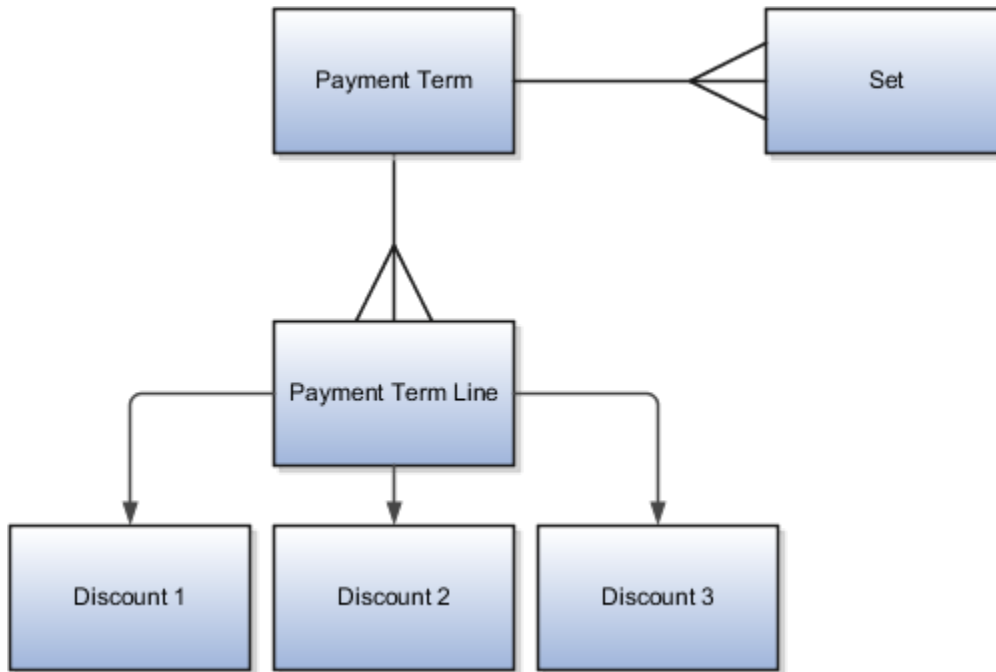 Payment Term
Set
Payment Term Line
Discount 1
Discount 2
Discount 3